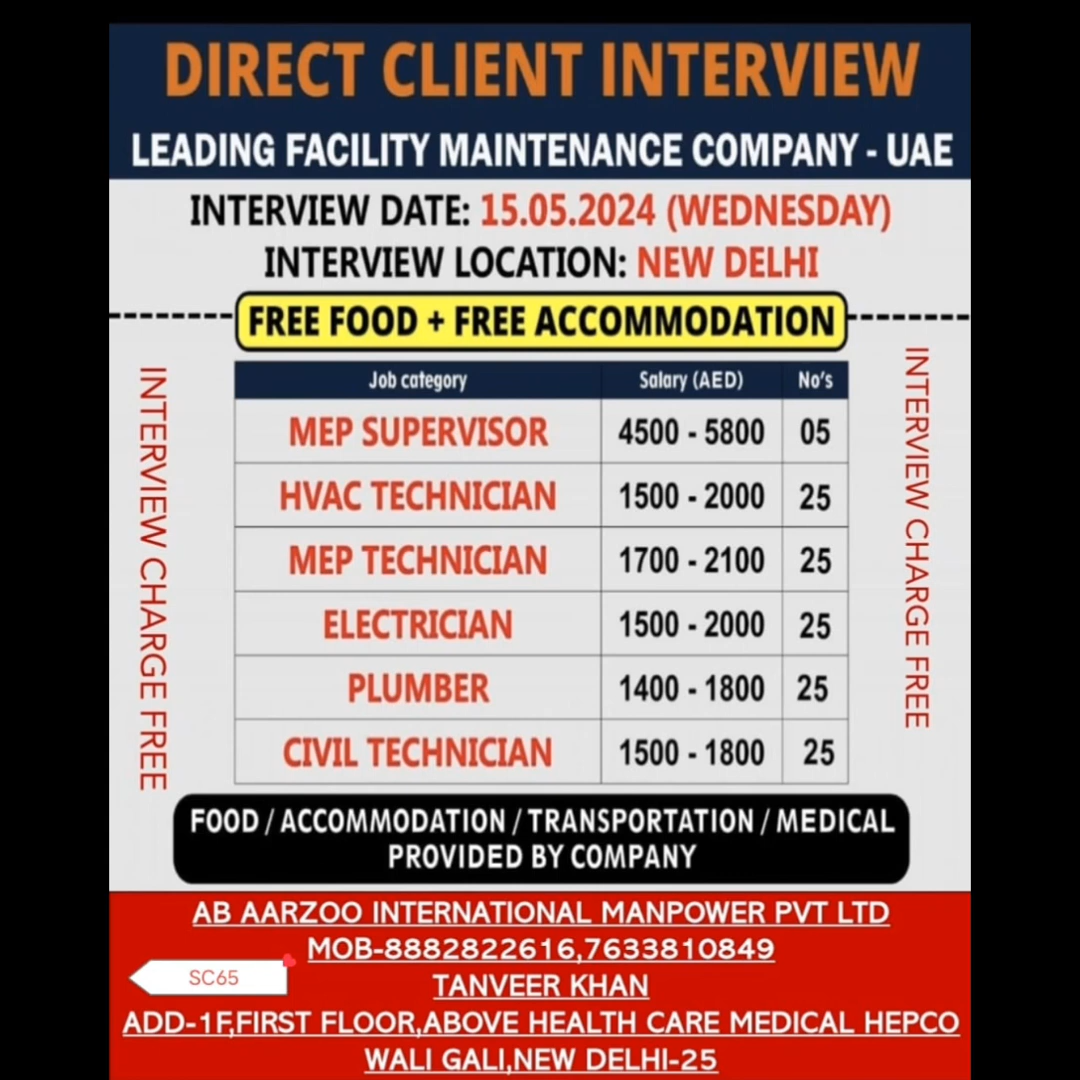 DIRECT CLIENT INTERVIEW
LEADING FACILITY MAINTENANCE COMPANY - UAE
INTERVIEW DATE: 15.05.2024 (WEDNESDAY)
INTERVIEW LOCATION: NEW DELHI
FREE FOOD + FREE ACCOMMODATION
INTERVIEW CHARGE FREE
Job category Salary (AED) No's
MEP SUPERVISOR 4500 - 5800 05
HVAC TECHNICIAN 1500 - 2000 25
MEP TECHNICIAN 1700 - 2100 25
ELECTRICIAN 1500 - 2000 25
PLUMBER 1400 - 1800 25
CIVIL TECHNICIAN 1500 - 1800 25
INTERVIEW CHARGE FREE
FOOD / ACCOMMODATION / TRANSPORTATION / MEDICAL
PROVIDED BY COMPANY
AB AARZOO INTERNATIONAL MANPOWER PVT LTD
MOB-8882822616,7633810849
SC65
TANVEER KHAN
ADD-1F,FIRST FLOOR,ABOVE HEALTH CARE MEDICAL HEPCO
WALI GALI,NEW DELHI-25